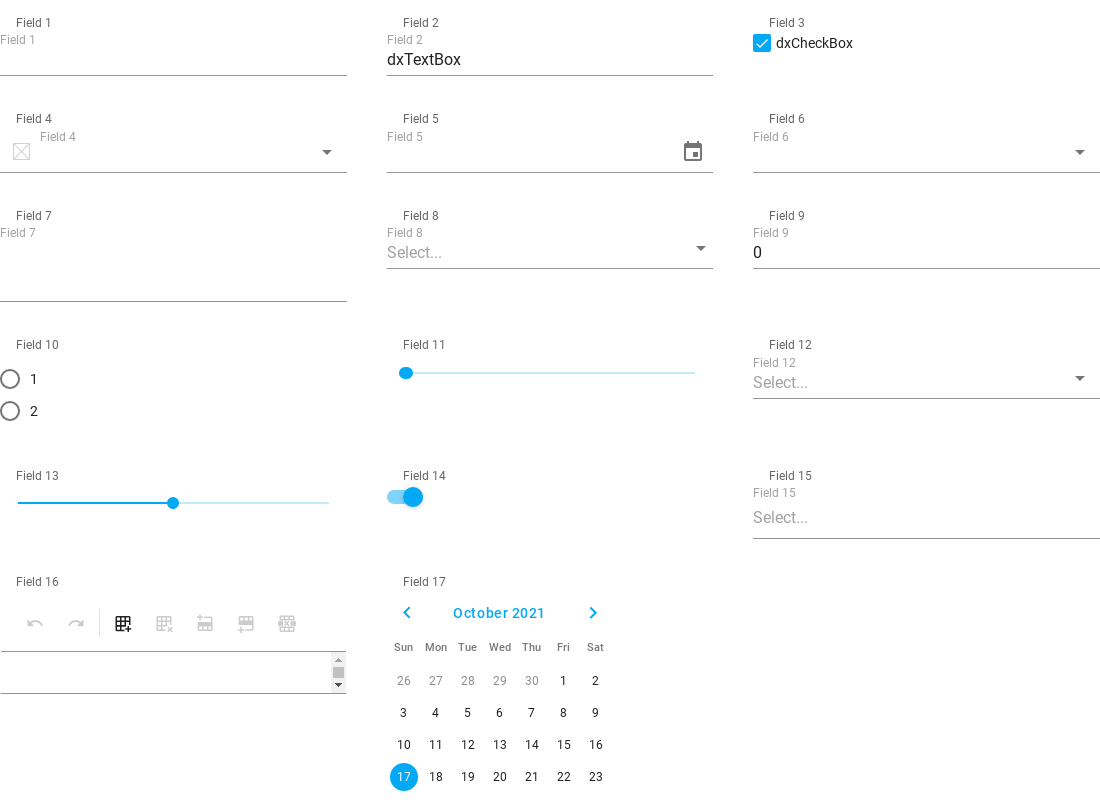 Field 1
Field 1
Field 2
Field 2
dxTextBox
Field 3
dxCheckBox
Field 4
Field 4
Field 5
Field 5
Field 6
Field 6
Field 7
Field 7
Field 8
Field 8
Select...
Field 9
Field 9
0
Field 10
1
2
Field 11
Field 12
Field 12
Select...
Field 13
Field 14
Field 15
Field 15
Select...
Field 16
Field 17
October 2021
Sun Mon Tue Wed Thu Fri Sat
26 27 28 29 30 1 2
3 4 5 6 7 8 9
10 11 12 13 14 15 16
17 18 19 20 21 22 23